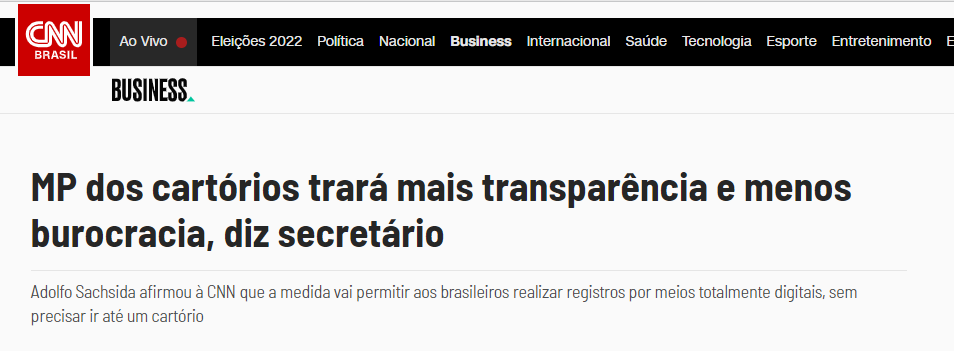 CNN
BRASIL
Ao Vivo
Eleições 2022 Política Nacional Business Internacional Saúde Tecnologia Esporte Entretenimento E
BUSINESS
MP dos cartórios trará mais transparência e menos
burocracia, diz secretário
Adolfo Sachsida afirmou à CNN que a medida vai permitir aos brasileiros realizar registros por meios totalmente digitais, sem
precisar ir até um cartório